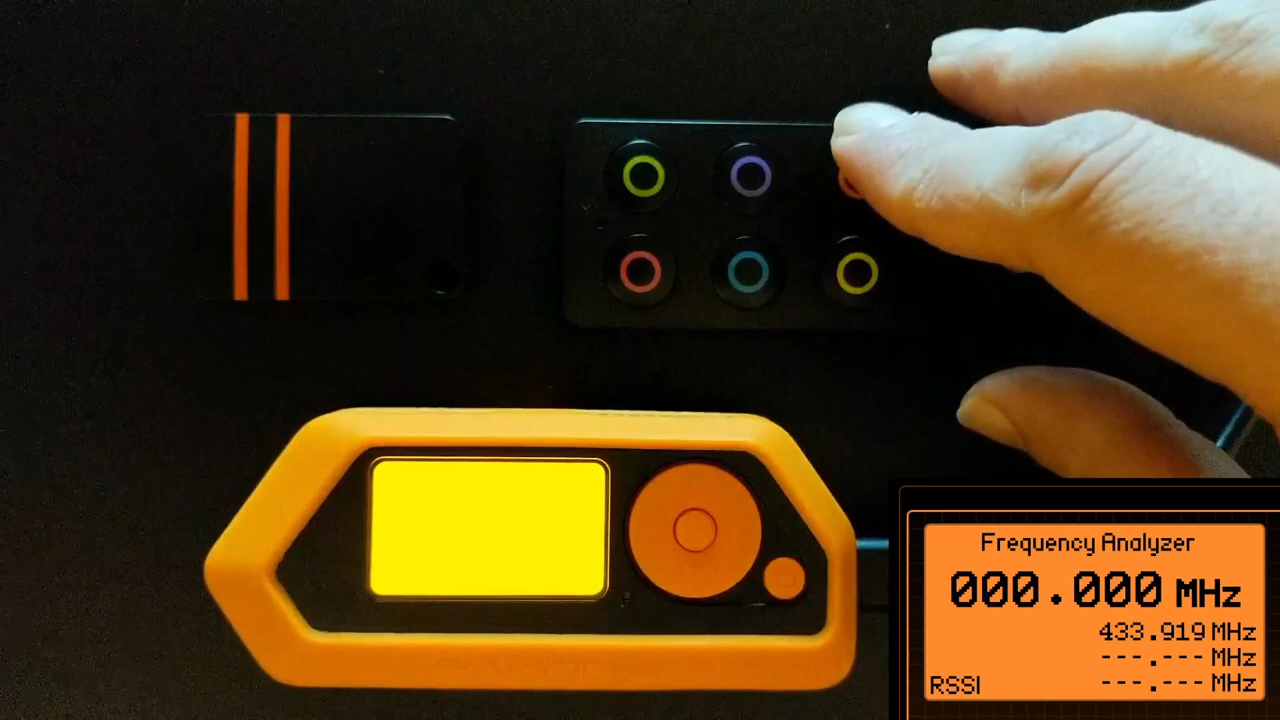 Frequency Analyzer
000.000 MHz
433.919 MHz
---.--- MHz
RSSI ---.--- MHz